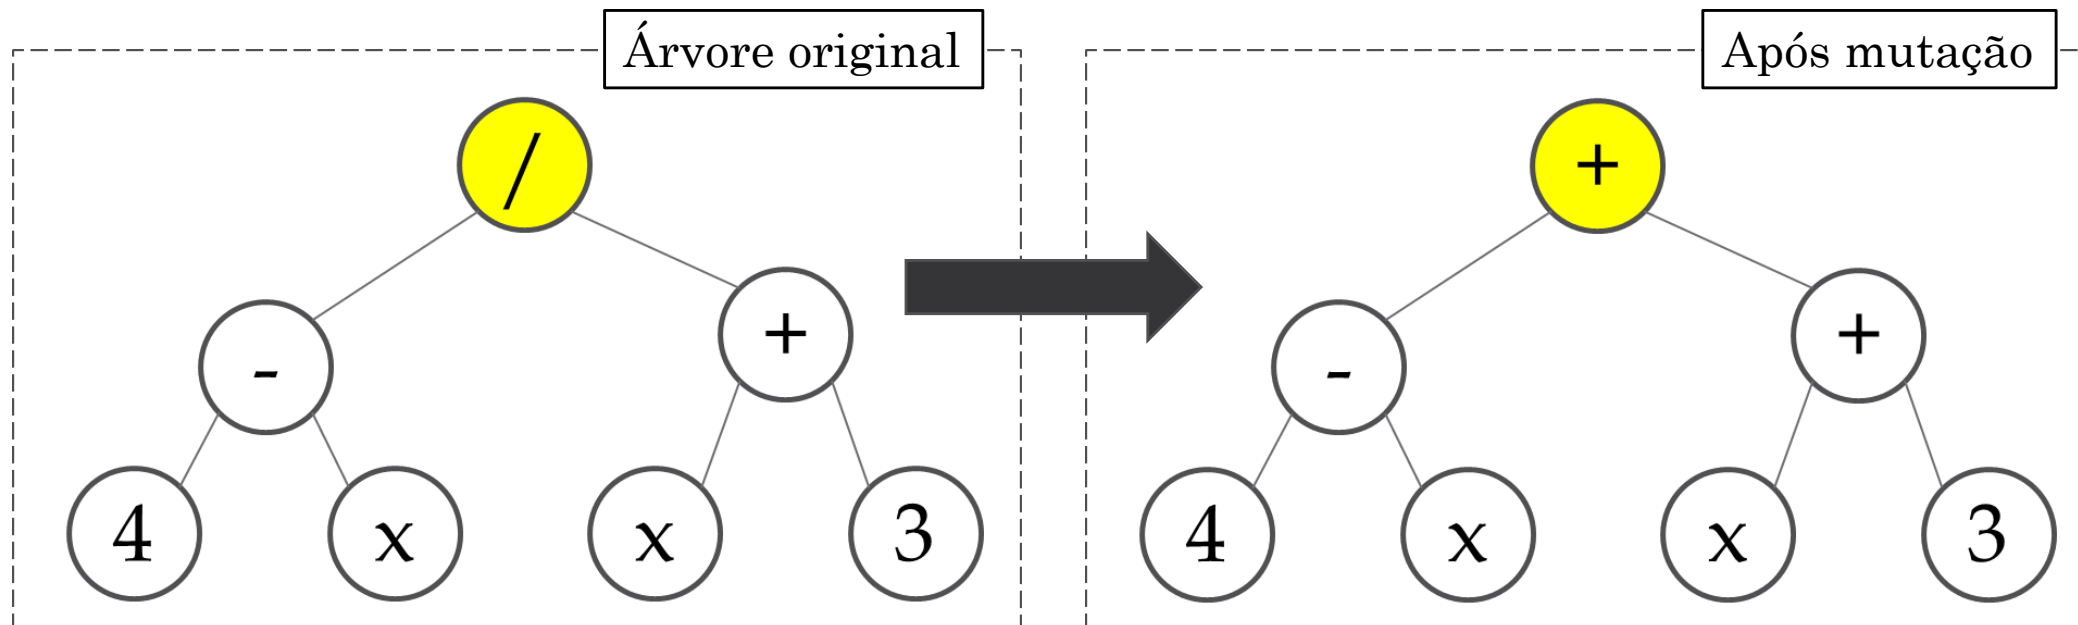 Árvore original
Após mutação
/
+
-
+
-
+
4
x
x
3
4
x
x
3